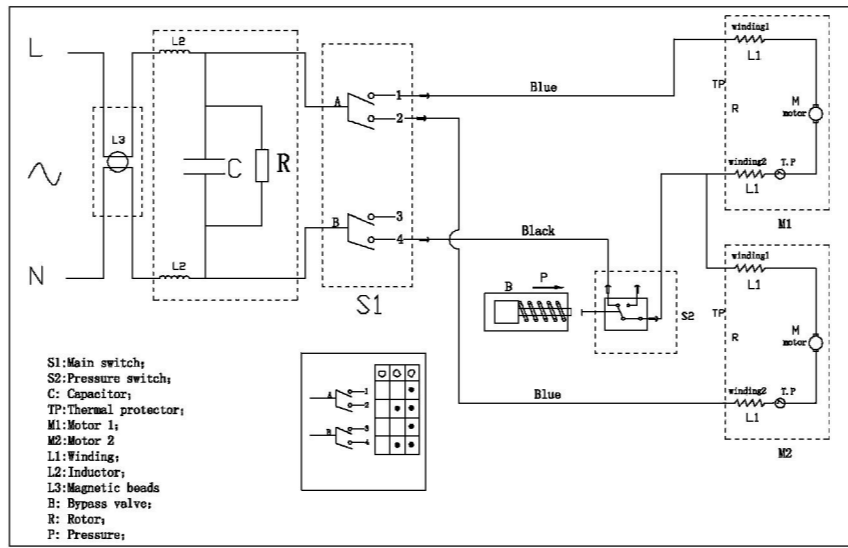 L
L2
A
1
2
Blue
winding1
L1
TP
R
M
motor
L3
C
R
winding2
T.P
L1
M1
N
L2
B
3
4
S1
Black
B
P
S2
winding1
L1
TP
R
M
motor
Blue
winding2
T.P
L1
M2
S1:Main switch;
S2:Pressure switch;
C: Capacitor;
TP:Thermal protector;
M1:Motor 1;
M2:Motor 2
L1:Winding;
L2:Inductor;
L3:Magnetic beads
B: Bypass valve;
R: Rotor;
P: Pressure;
A
1
2
B
3
4